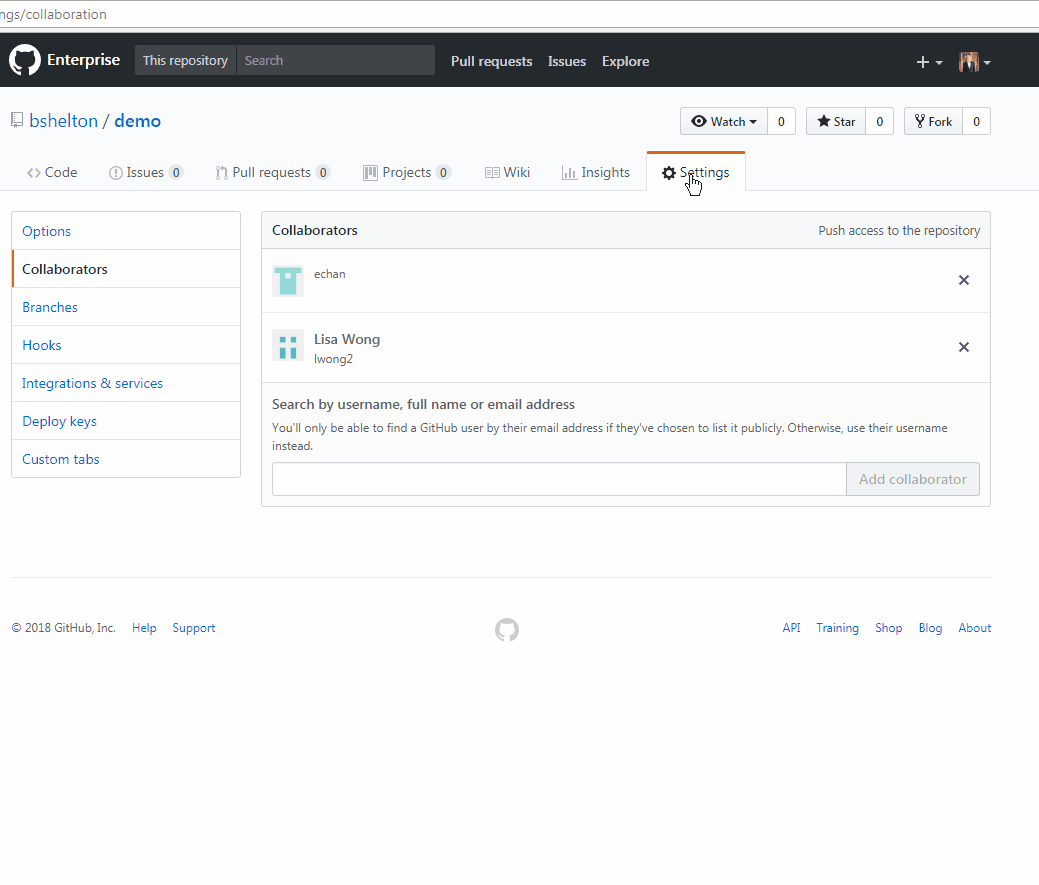 ngs/collaboration
Enterprise This repository Search Pull requests Issues Explore
bshelton / demo Watch 0 Star 0 Fork 0
Code Issues 0 Pull requests 0 Projects 0 Wiki Insights Settings
Options
Collaborators
Branches
Hooks
Integrations & services
Deploy keys
Custom tabs
Collaborators Push access to the repository
echan
Lisa Wong
lwong2
Search by username, full name or email address
You'll only be able to find a GitHub user by their email address if they've chosen to list it publicly. Otherwise, use their username
instead.
Add collaborator
© 2018 GitHub, Inc. Help Support API Training Shop Blog About